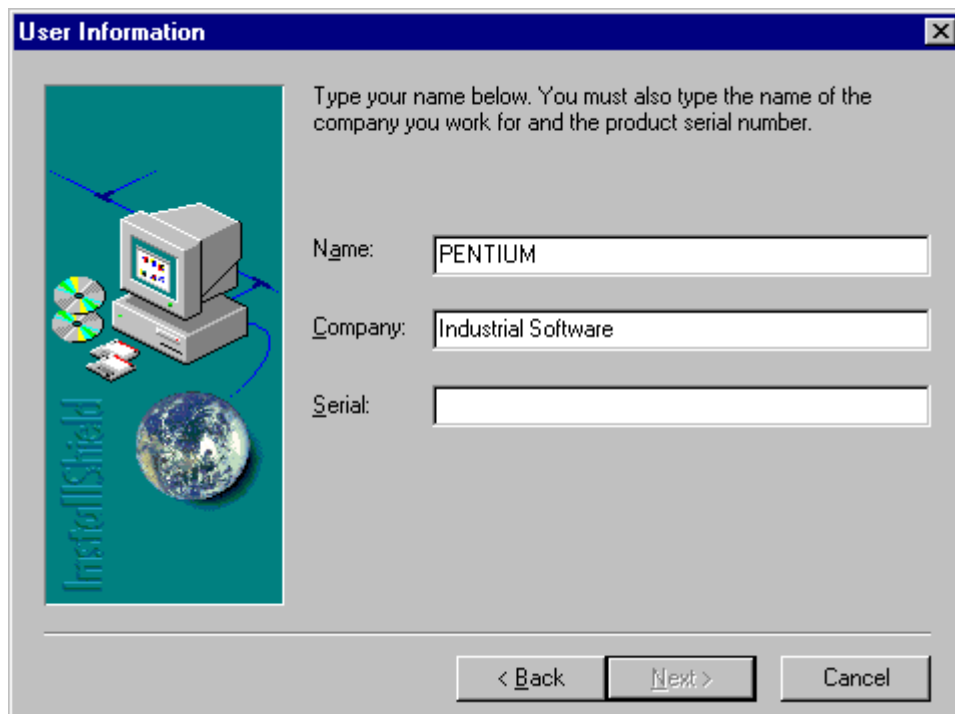 User Information
Type your name below. You must also type the name of the
company you work for and the product serial number.
Name:
PENTIUM
Company:
Industrial Software
Serial:
InstallShield
< Back
Next >
Cancel